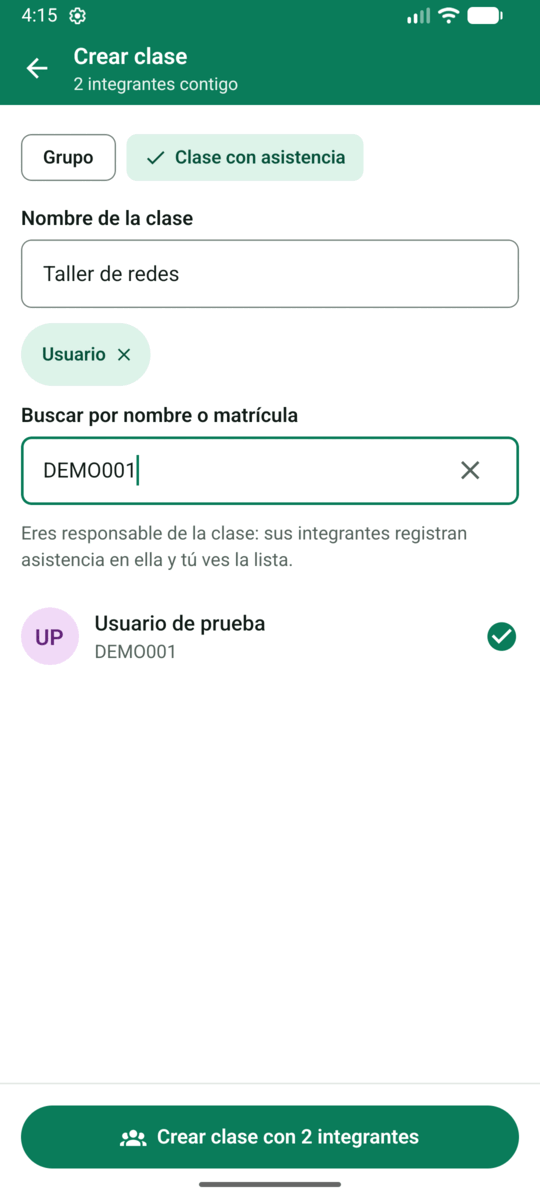 4:15
Crear clase
2 integrantes contigo
Grupo
Clase con asistencia
Nombre de la clase
Taller de redes
Usuario
Buscar por nombre o matrícula
DEMO001
Eres responsable de la clase: sus integrantes registran
asistencia en ella y tú ves la lista.
UP
Usuario de prueba
DEMO001
Crear clase con 2 integrantes